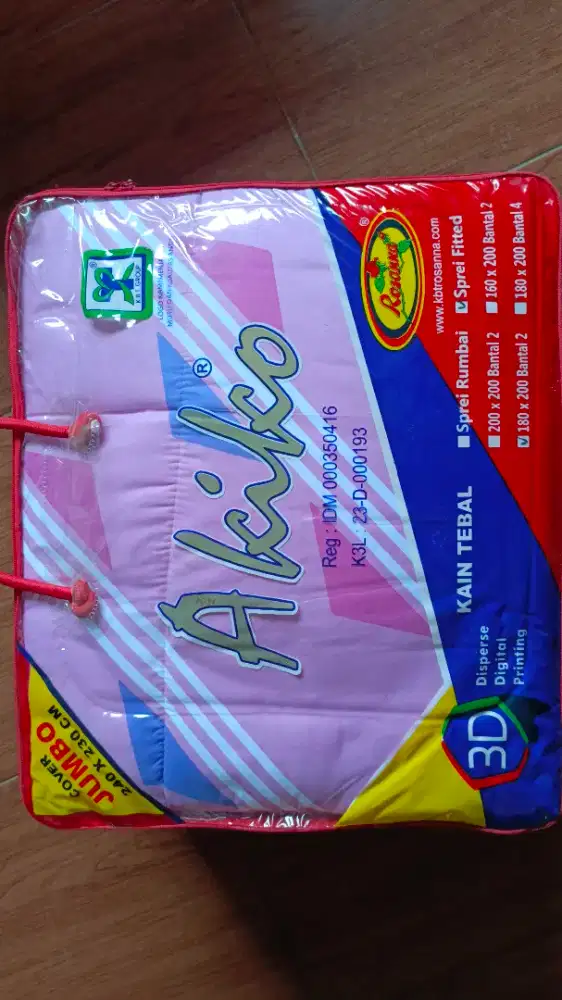 K.B.T. GROUP
Akiko ®
Reg : IDM 000350416
K3L - 23-D-000193
COVER
JUMBO
240 X 230 CM
Rosanna ®
www.kbtrosanna.com
KAIN TEBAL
Sprei Rumbai
Sprei Fitted
200 x 200 Bantal 2
160 x 200 Bantal 2
180 x 200 Bantal 2
180 x 200 Bantal 4
3D
Disperse
Digital
Printing